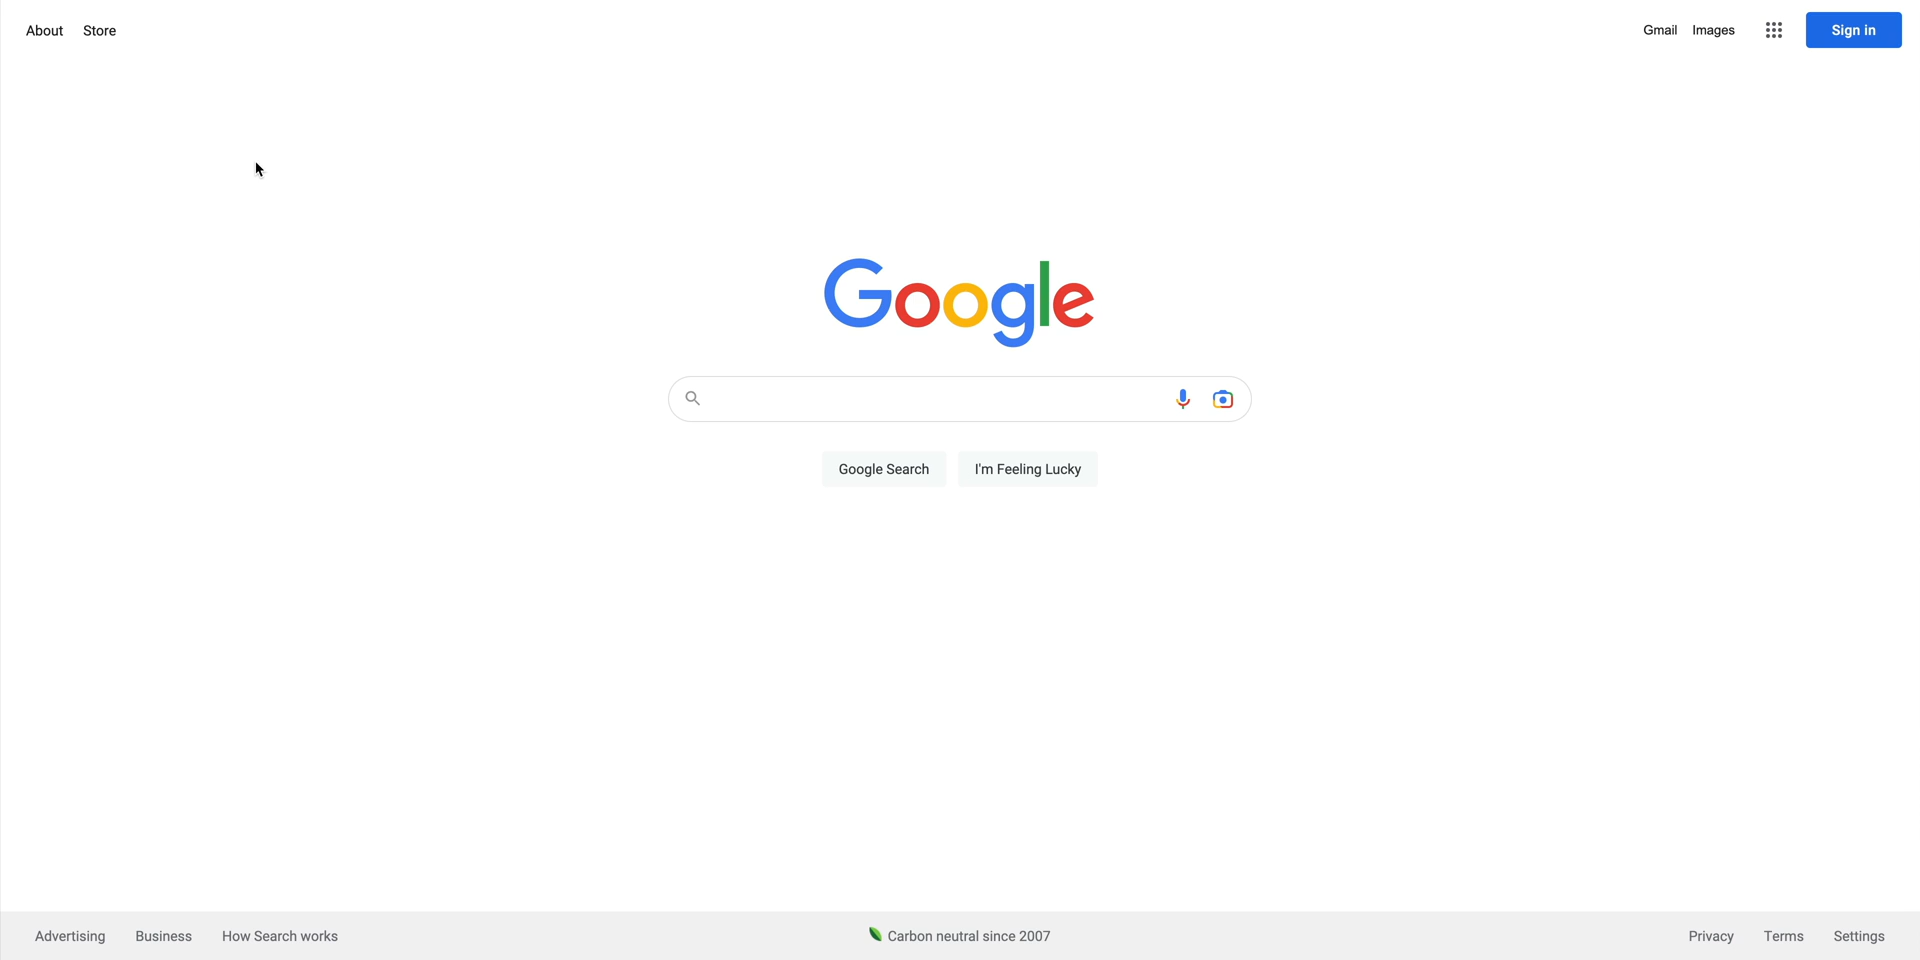 About Store Gmail Images Sign in
Google
Google Search I'm Feeling Lucky
Advertising Business How Search works Carbon neutral since 2007 Privacy Terms Settings